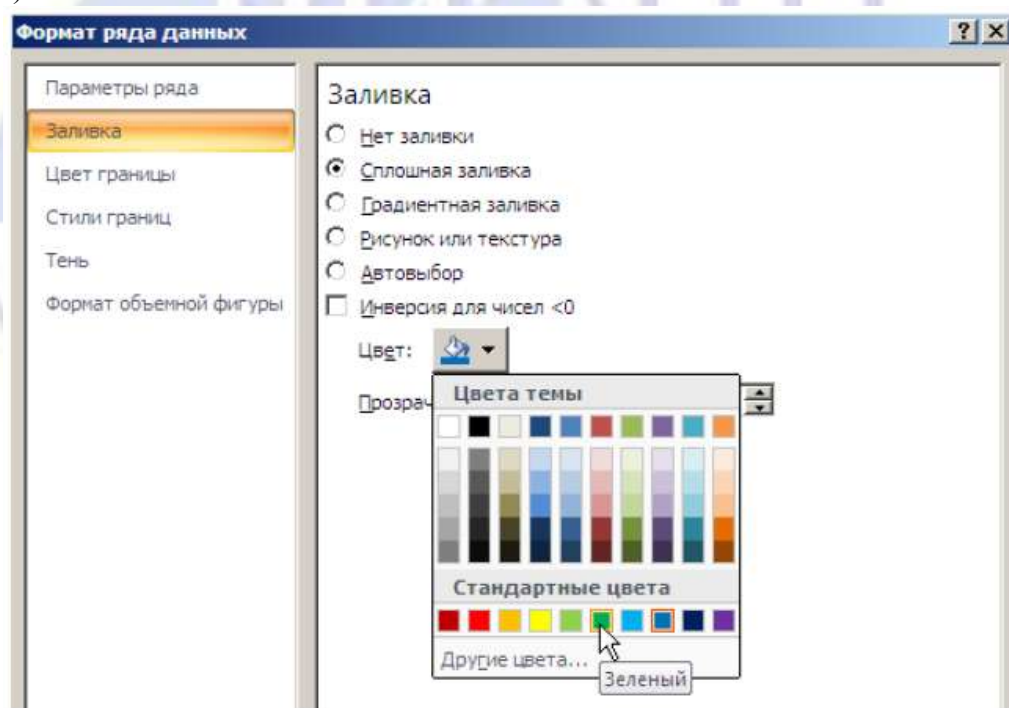 Формат ряда данных
Параметры ряда
Заливка
Цвет границы
Стили границ
Тень
Формат объемной фигуры
Заливка
Нет заливки
Сплошная заливка
Градиентная заливка
Рисунок или текстура
Автовыбор
Инверсия для чисел <0
Цвет:
Прозрач
Цвета темы
Стандартные цвета
Другие цвета...
Зеленый